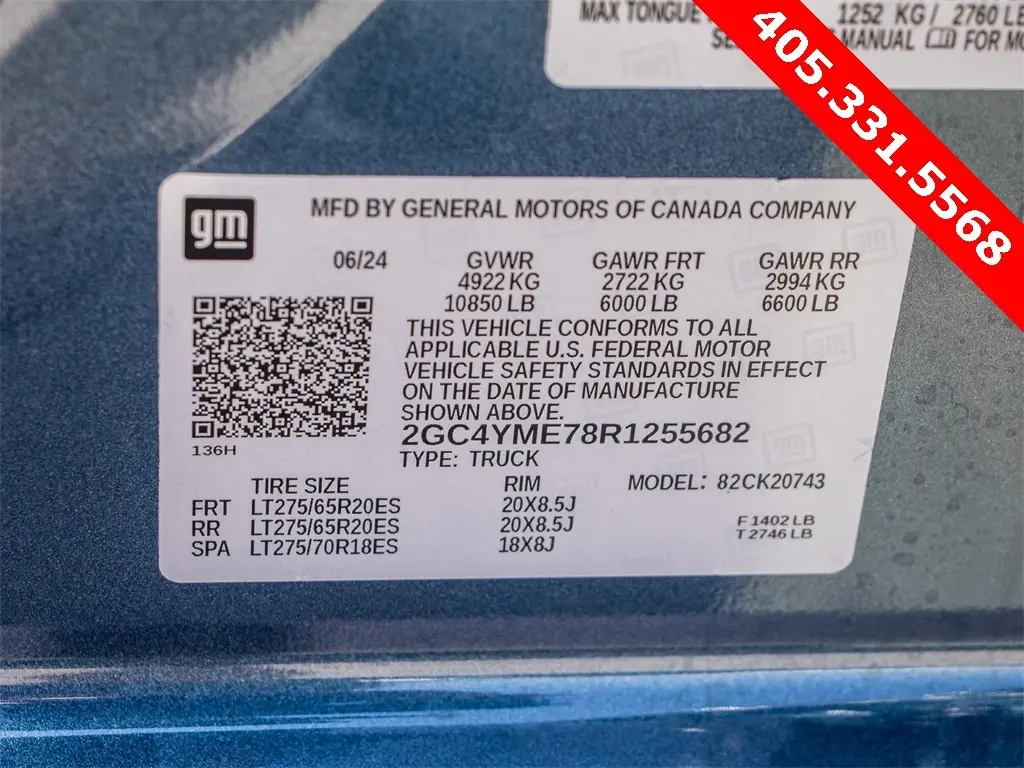 MAX TONGUE
1252 KG / 2760 LB
MANUAL FOR
405.331.5568
gm
MFD BY GENERAL MOTORS OF CANADA COMPANY
06/24 GVWR GAWR FRT GAWR RR
4922 KG 2722 KG 2994 KG
10850 LB 6000 LB 6600 LB
THIS VEHICLE CONFORMS TO ALL
APPLICABLE U.S. FEDERAL MOTOR
VEHICLE SAFETY STANDARDS IN EFFECT
ON THE DATE OF MANUFACTURE
SHOWN ABOVE.
2GC4YME78R1255682
136H
TYPE: TRUCK
TIRE SIZE RIM MODEL: 82CK20743
FRT LT275/65R20ES 20X8.5J
RR LT275/65R20ES 20X8.5J F 1402 LB
T 2746 LB
SPA LT275/70R18ES 18X8J